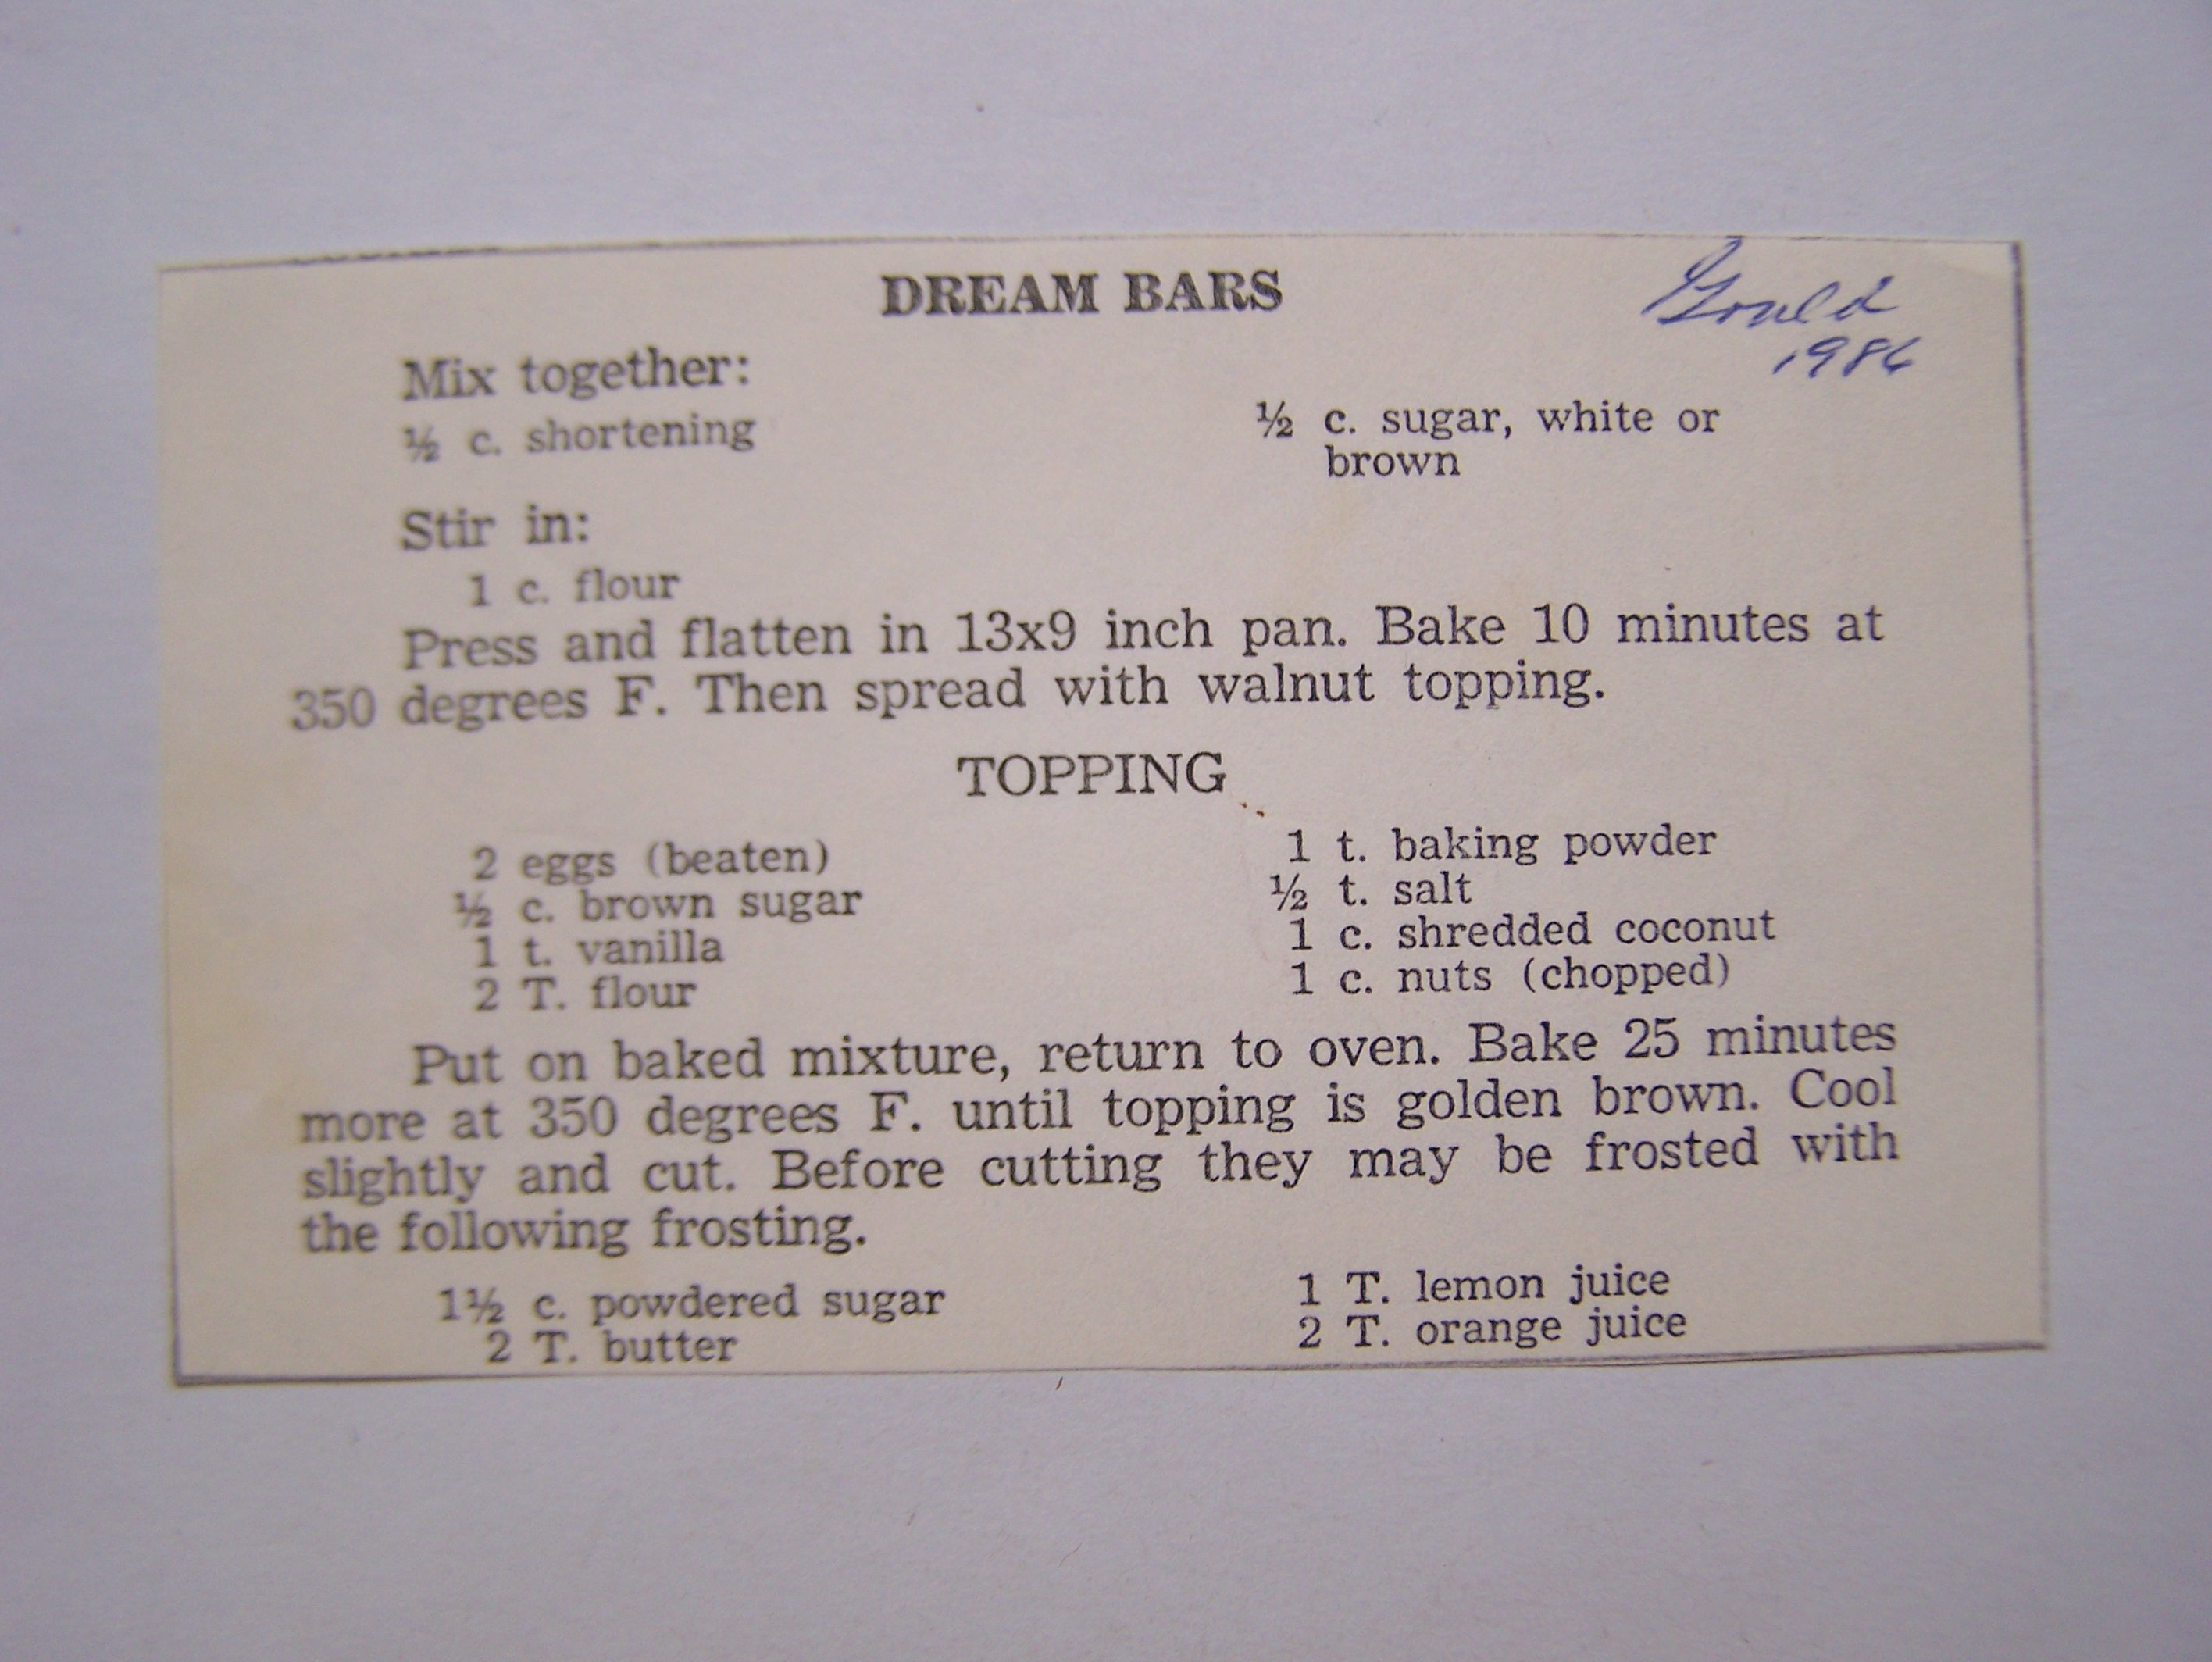 DREAM BARS
Gould
1986
Mix together:
½ c. shortening
½ c. sugar, white or
brown
Stir in:
1 c. flour
Press and flatten in 13x9 inch pan. Bake 10 minutes at
350 degrees F. Then spread with walnut topping.
TOPPING
2 eggs (beaten)
½ c. brown sugar
1 t. vanilla
2 T. flour
1 t. baking powder
½ t. salt
1 c. shredded coconut
1 c. nuts (chopped)
Put on baked mixture, return to oven. Bake 25 minutes
more at 350 degrees F. until topping is golden brown. Cool
slightly and cut. Before cutting they may be frosted with
the following frosting.
1½ c. powdered sugar
2 T. butter
1 T. lemon juice
2 T. orange juice